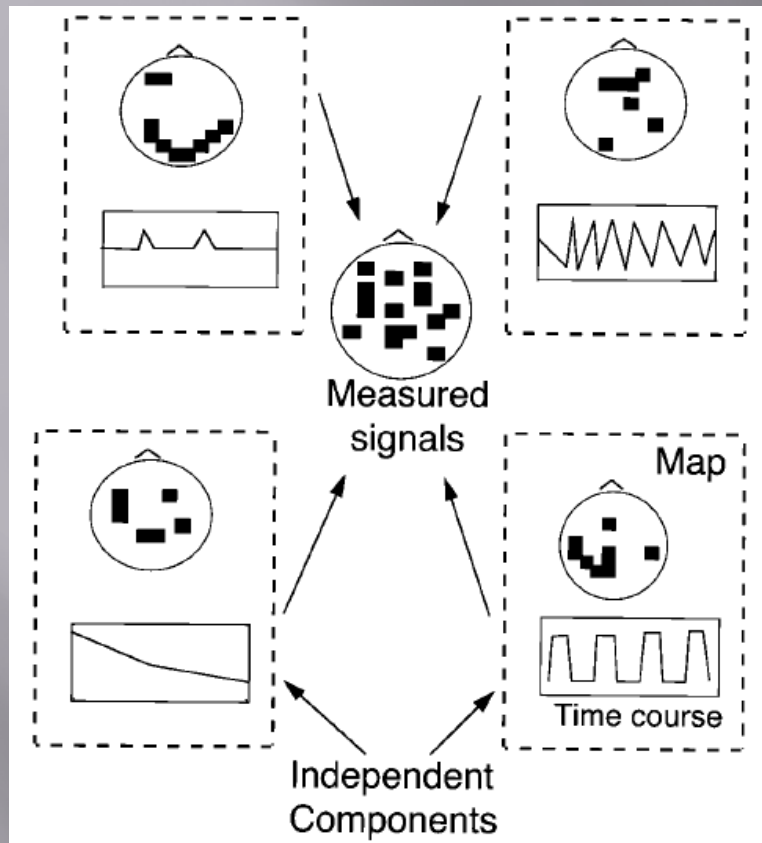 Measured
signals
Map
Time course
Independent
Components